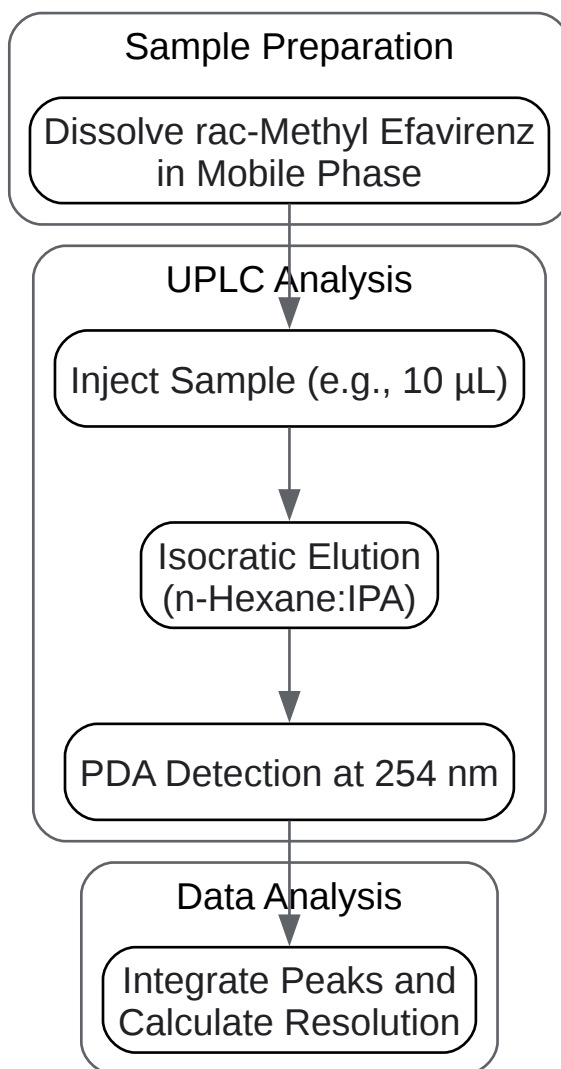 Sample Preparation
Dissolve rac-Methyl Efavirenz
in Mobile Phase
UPLC Analysis
Inject Sample (e.g., 10 µL)
Isocratic Elution
(n-Hexane:IPA)
PDA Detection at 254 nm
Data Analysis
Integrate Peaks and
Calculate Resolution